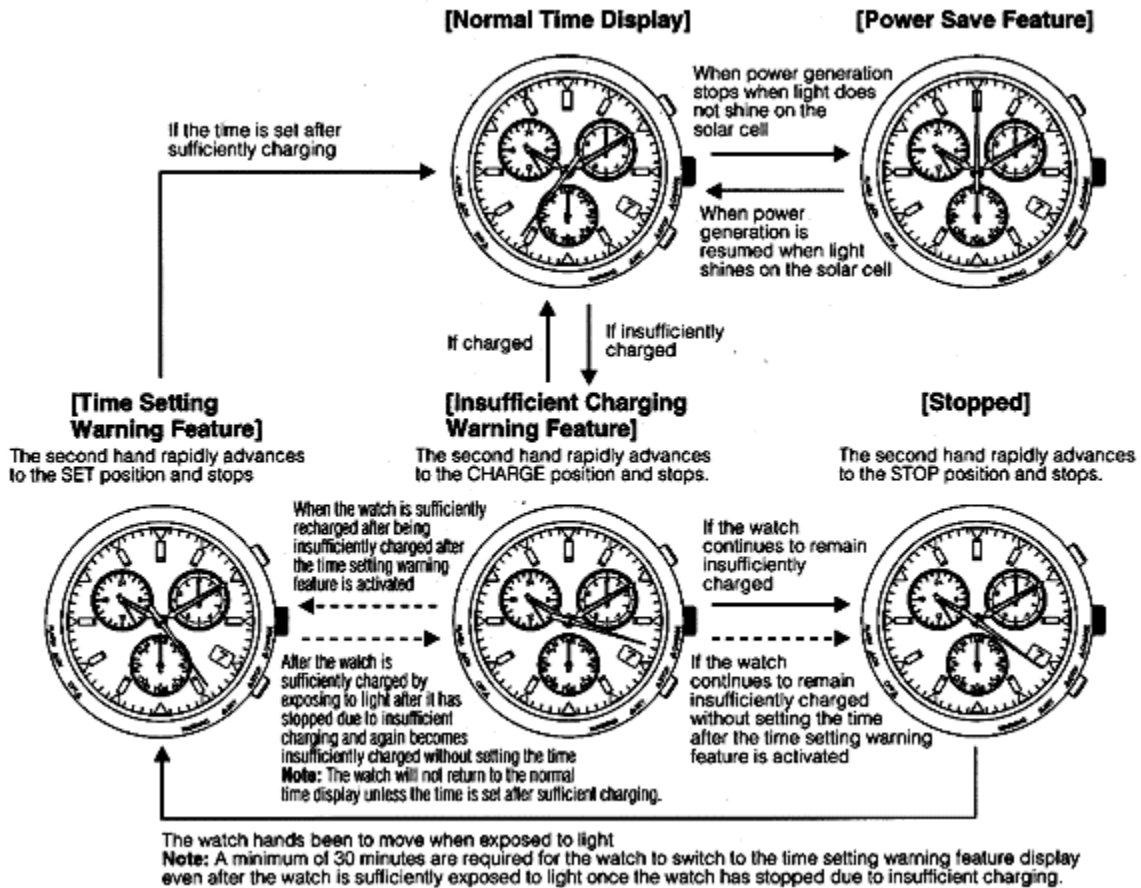 [Normal Time Display]
[Power Save Feature]
When power generation
stops when light does
not shine on the
solar cell
If the time is set after
sufficiently charging
When power
generation is
resumed when light
shines on the solar cell
If charged
If insufficiently
charged
[Time Setting
Warning Feature]
The second hand rapidly advances
to the SET position and stops
[Insufficient Charging
Warning Feature]
The second hand rapidly advances
to the CHARGE position and stops.
[Stopped]
The second hand rapidly advances
to the STOP position and stops.
When the watch is sufficiently
recharged after being
insufficiently charged after
the time setting warning
feature is activated
If the watch
continues to remain
insufficiently
charged
After the watch is
sufficiently charged by
exposing to light after it has
stopped due to insufficient
charging and again becomes
insufficiently charged without setting the time
Note: The watch will not return to the normal
time display unless the time is set after sufficient charging.
If the watch
continues to remain
insufficiently charged
without setting the time
after the time setting warning
feature is activated
The watch hands been to move when exposed to light
Note: A minimum of 30 minutes are required for the watch to switch to the time setting warning feature display
even after the watch is sufficiently exposed to light once the watch has stopped due to insufficient charging.